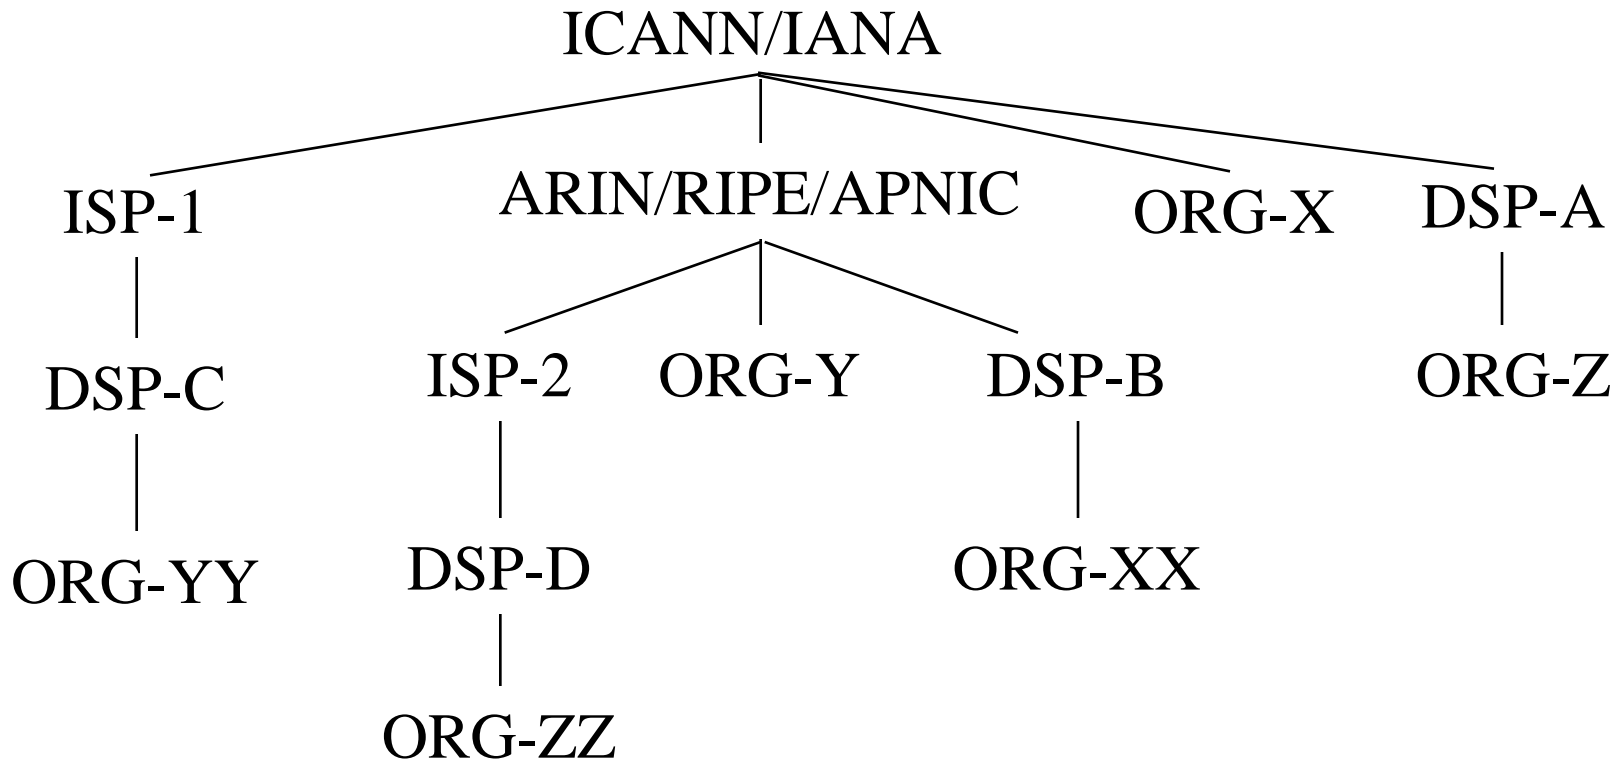 ICANN/IANA
ISP-1
ARIN/RIPE/APNIC
ORG-X
DSP-A
DSP-C
ISP-2
ORG-Y
DSP-B
ORG-Z
ORG-YY
DSP-D
ORG-XX
ORG-ZZ